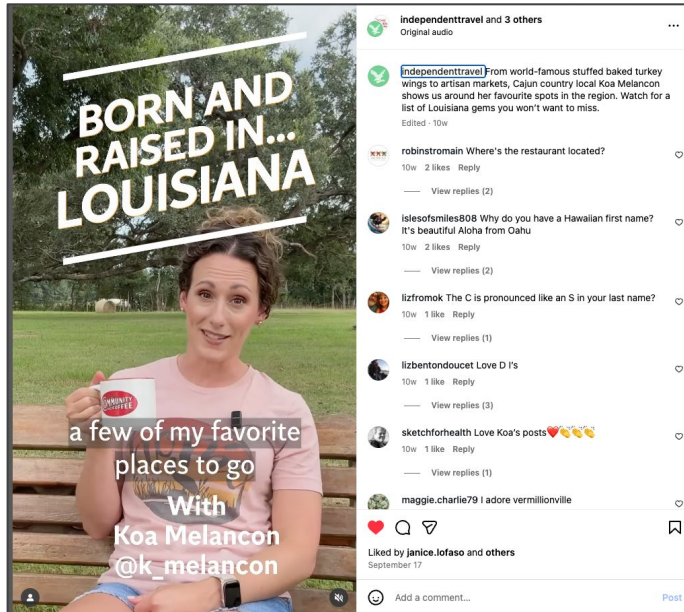 BORN AND
RAISED IN...
LOUISIANA
COMMUNITY
COFFEE
a few of my favorite
places to go
With
Koa Melancon
@k_melancon
independenttravel and 3 others
Original audio
independenttravel From world-famous stuffed baked turkey
wings to artisan markets, Cajun country local Koa Melancon
shows us around her favourite spots in the region. Watch for a
list of Louisiana gems you won't want to miss.
Edited · 10w
robinstromain Where's the restaurant located?
10w 2 likes Reply
View replies (2)
islesofsmiles808 Why do you have a Hawaiian first name?
It's beautiful Aloha from Oahu
10w 2 likes Reply
View replies (2)
lizfromok The C is pronounced like an S in your last name?
10w 1 like Reply
View replies (1)
lizbentondoucet Love D I's
10w 1 like Reply
View replies (3)
sketchforhealth Love Koa's posts❤️👏👏👏
10w 1 like Reply
View replies (1)
maggie.charlie79 I adore vermillionville
Liked by janice.lofaso and others
September 17
Add a comment...
Post